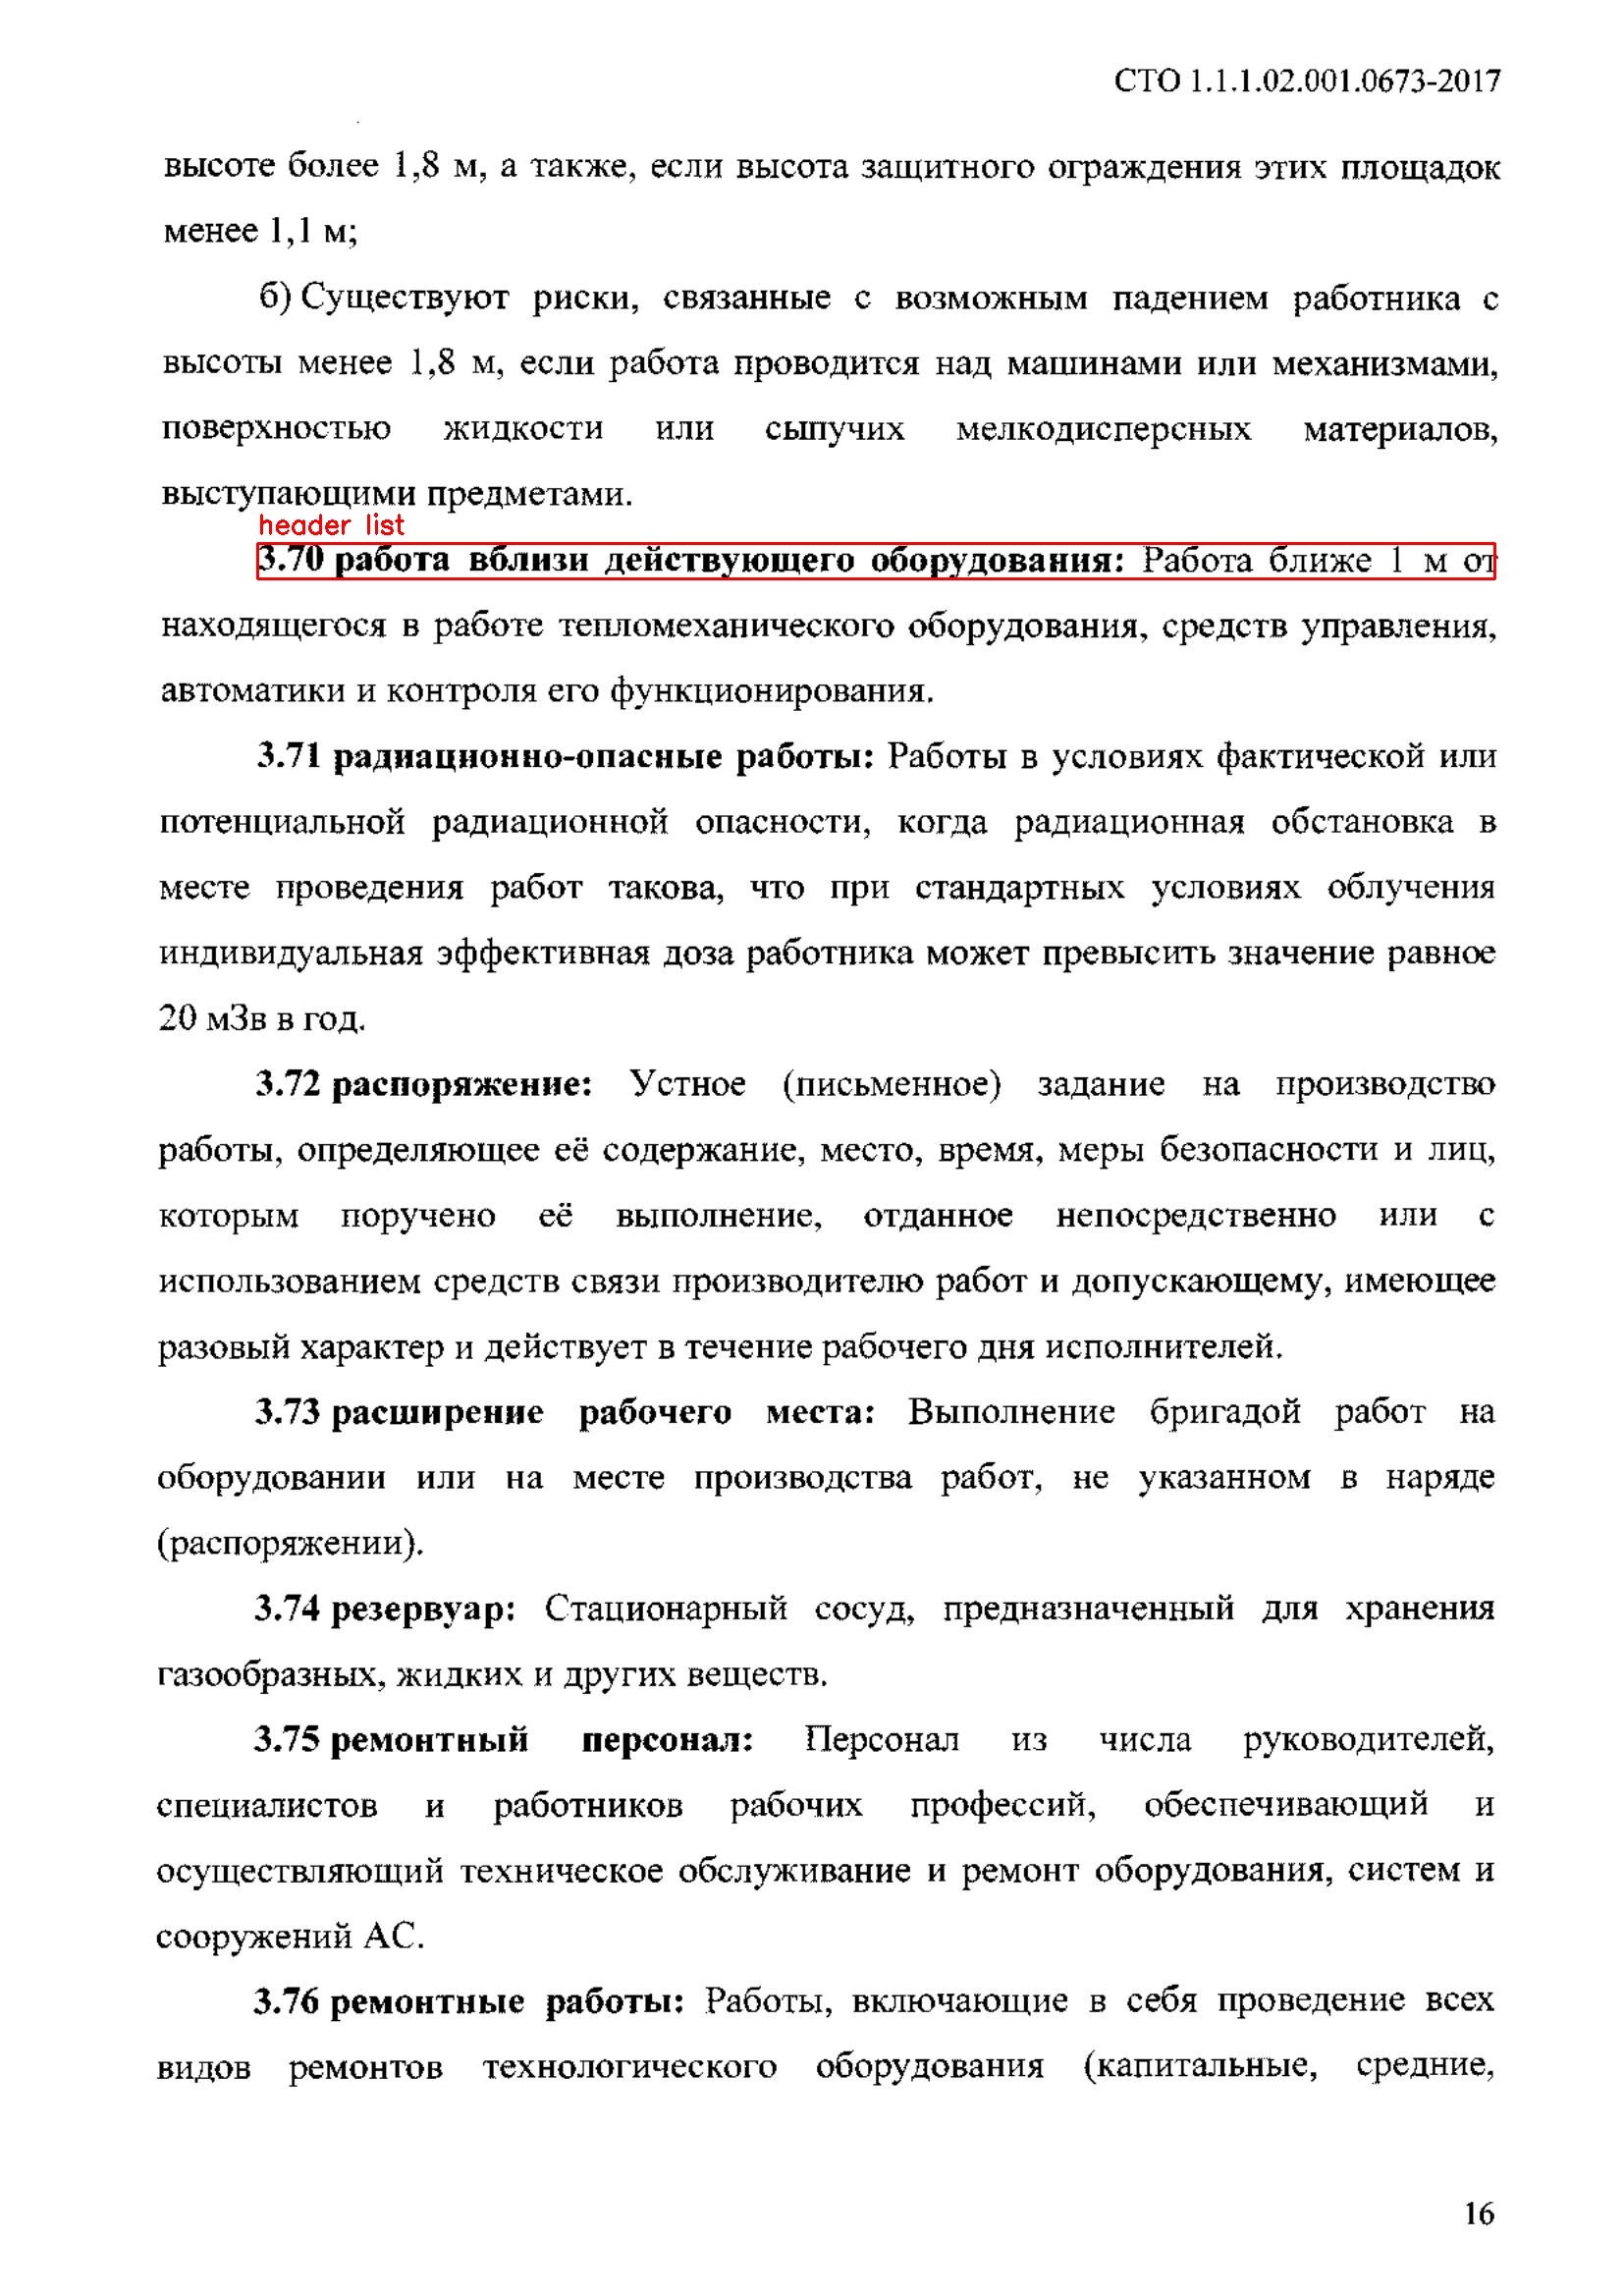 СТО 1.1.1.02.001.0673-2017
высоте более 1,8 м, а также, если высота защитного ограждения этих площадок
менее 1,1 м;
б) Существуют риски, связанные с возможным падением работника с
высоты менее 1,8 м, если работа проводится над машинами или механизмами,
поверхностью жидкости или сыпучих мелкодисперсных материалов,
выступающими предметами.
header list
3.70 работа вблизи действующего оборудования: Работа ближе 1 м от
находящегося в работе тепломеханического оборудования, средств управления,
автоматики и контроля его функционирования.
3.71 радиационно-опасные работы: Работы в условиях фактической или
потенциальной радиационной опасности, когда радиационная обстановка в
месте проведения работ такова, что при стандартных условиях облучения
индивидуальная эффективная доза работника может превысить значение равное
20 мЗв в год.
3.72 распоряжение: Устное (письменное) задание на производство
работы, определяющее её содержание, место, время, меры безопасности и лиц,
которым поручено её выполнение, отданное непосредственно или с
использованием средств связи производителю работ и допускающему, имеющее
разовый характер и действует в течение рабочего дня исполнителей.
3.73 расширение рабочего места: Выполнение бригадой работ на
оборудовании или на месте производства работ, не указанном в наряде
(распоряжении).
3.74 резервуар: Стационарный сосуд, предназначенный для хранения
газообразных, жидких и других веществ.
3.75 ремонтный персонал: Персонал из числа руководителей,
специалистов и работников рабочих профессий, обеспечивающий и
осуществляющий техническое обслуживание и ремонт оборудования, систем и
сооружений АС.
3.76 ремонтные работы: Работы, включающие в себя проведение всех
видов ремонтов технологического оборудования (капитальные, средние,
16